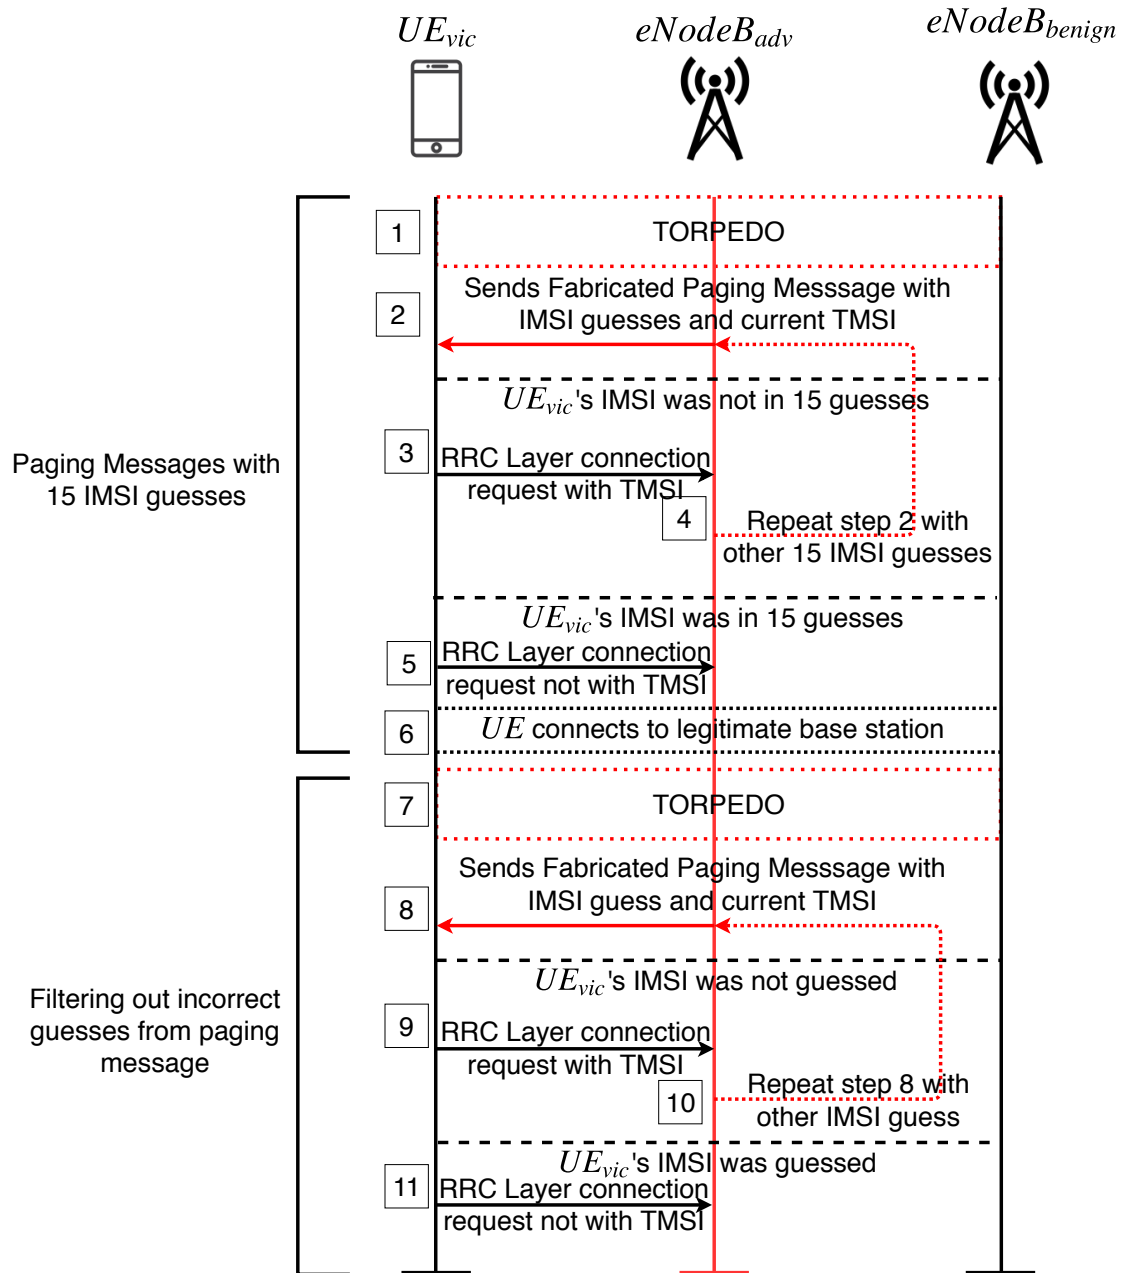 UEvic
eNodeBadv
eNodeBbenign
1
TORPEDO
2
Sends Fabricated Paging Messsage with
IMSI guesses and current TMSI
UEvic's IMSI was not in 15 guesses
Paging Messages with
15 IMSI guesses
3
RRC Layer connection
request with TMSI
4
Repeat step 2 with
other 15 IMSI guesses
UEvic's IMSI was in 15 guesses
5
RRC Layer connection
request not with TMSI
6
UE connects to legitimate base station
7
TORPEDO
8
Sends Fabricated Paging Messsage with
IMSI guess and current TMSI
UEvic's IMSI was not guessed
Filtering out incorrect
guesses from paging
message
9
RRC Layer connection
request with TMSI
10
Repeat step 8 with
other IMSI guess
UEvic's IMSI was guessed
11
RRC Layer connection
request not with TMSI